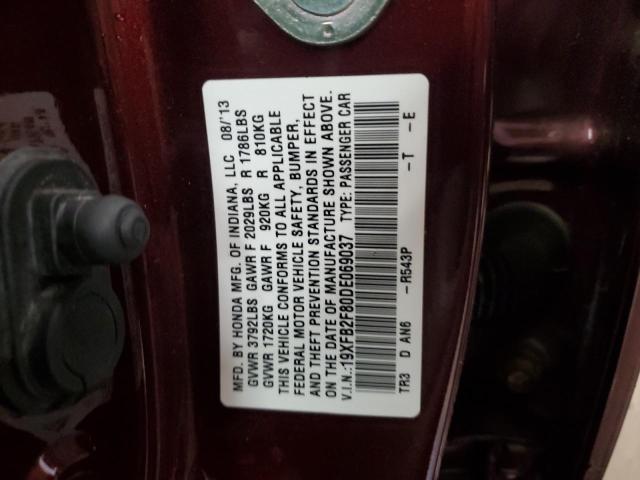 MFD. BY HONDA MFG. OF INDIANA, LLC 08/'13
GVWR 3792LBS GAWR F 2029LBS R 1786LBS
GVWR 1720KG GAWR F 920KG R 810KG
THIS VEHICLE CONFORMS TO ALL APPLICABLE
FEDERAL MOTOR VEHICLE SAFETY, BUMPER,
AND THEFT PREVENTION STANDARDS IN EFFECT
ON THE DATE OF MANUFACTURE SHOWN ABOVE.
V.I.N.:19XFB2F80DE069037 TYPE: PASSENGER CAR
TR3 D AN6 -R543P -T -E